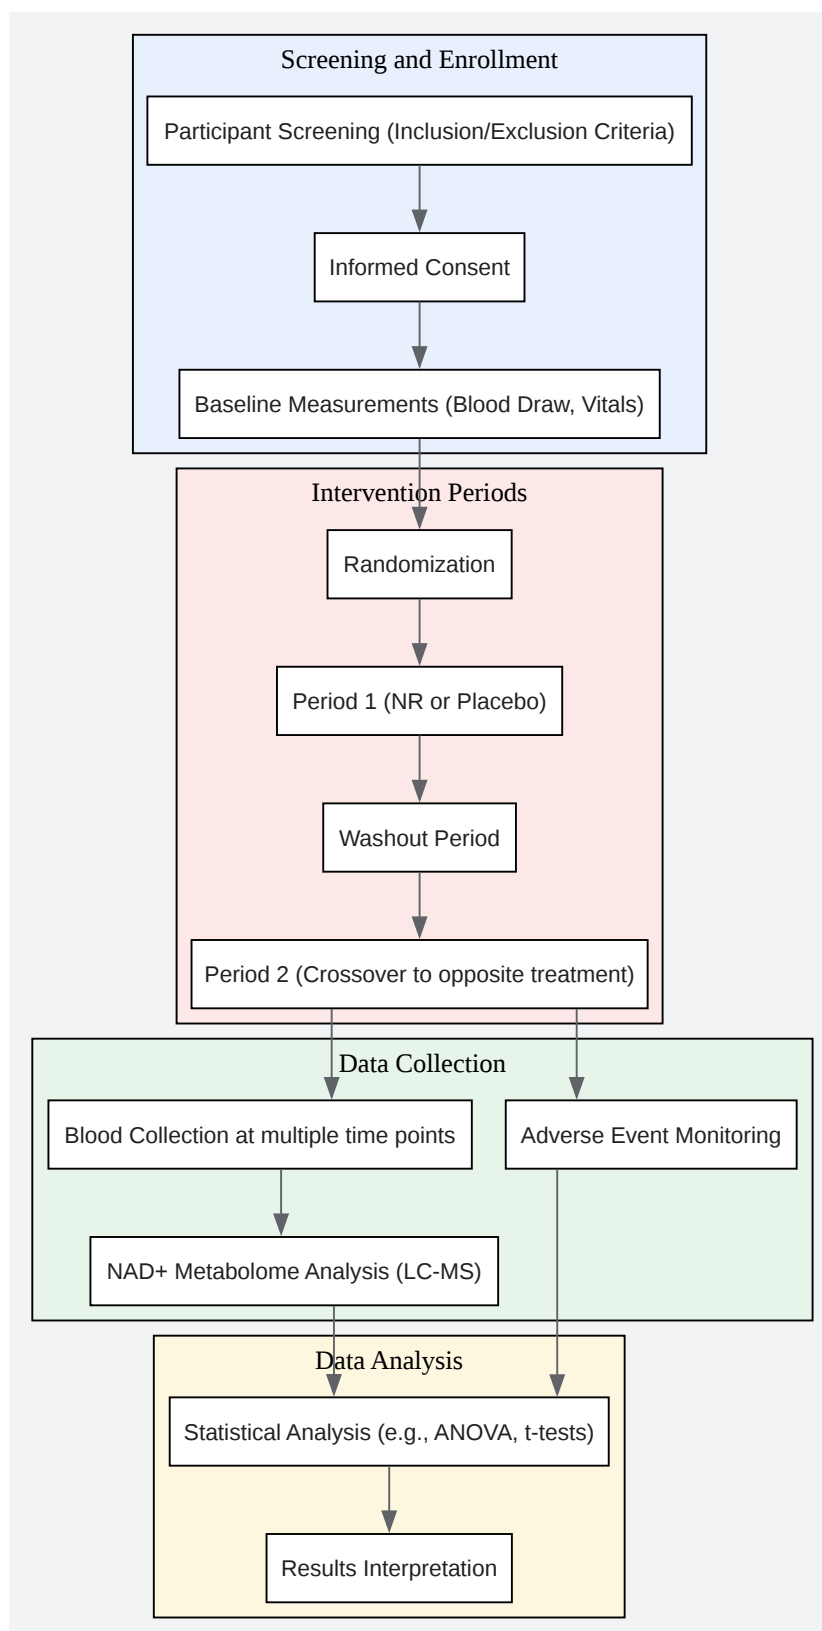 Screening and Enrollment
Participant Screening (Inclusion/Exclusion Criteria)
Informed Consent
Baseline Measurements (Blood Draw, Vitals)
Intervention Periods
Randomization
Period 1 (NR or Placebo)
Washout Period
Period 2 (Crossover to opposite treatment)
Data Collection
Blood Collection at multiple time points
Adverse Event Monitoring
NAD+ Metabolome Analysis (LC-MS)
Data Analysis
Statistical Analysis (e.g., ANOVA, t-tests)
Results Interpretation